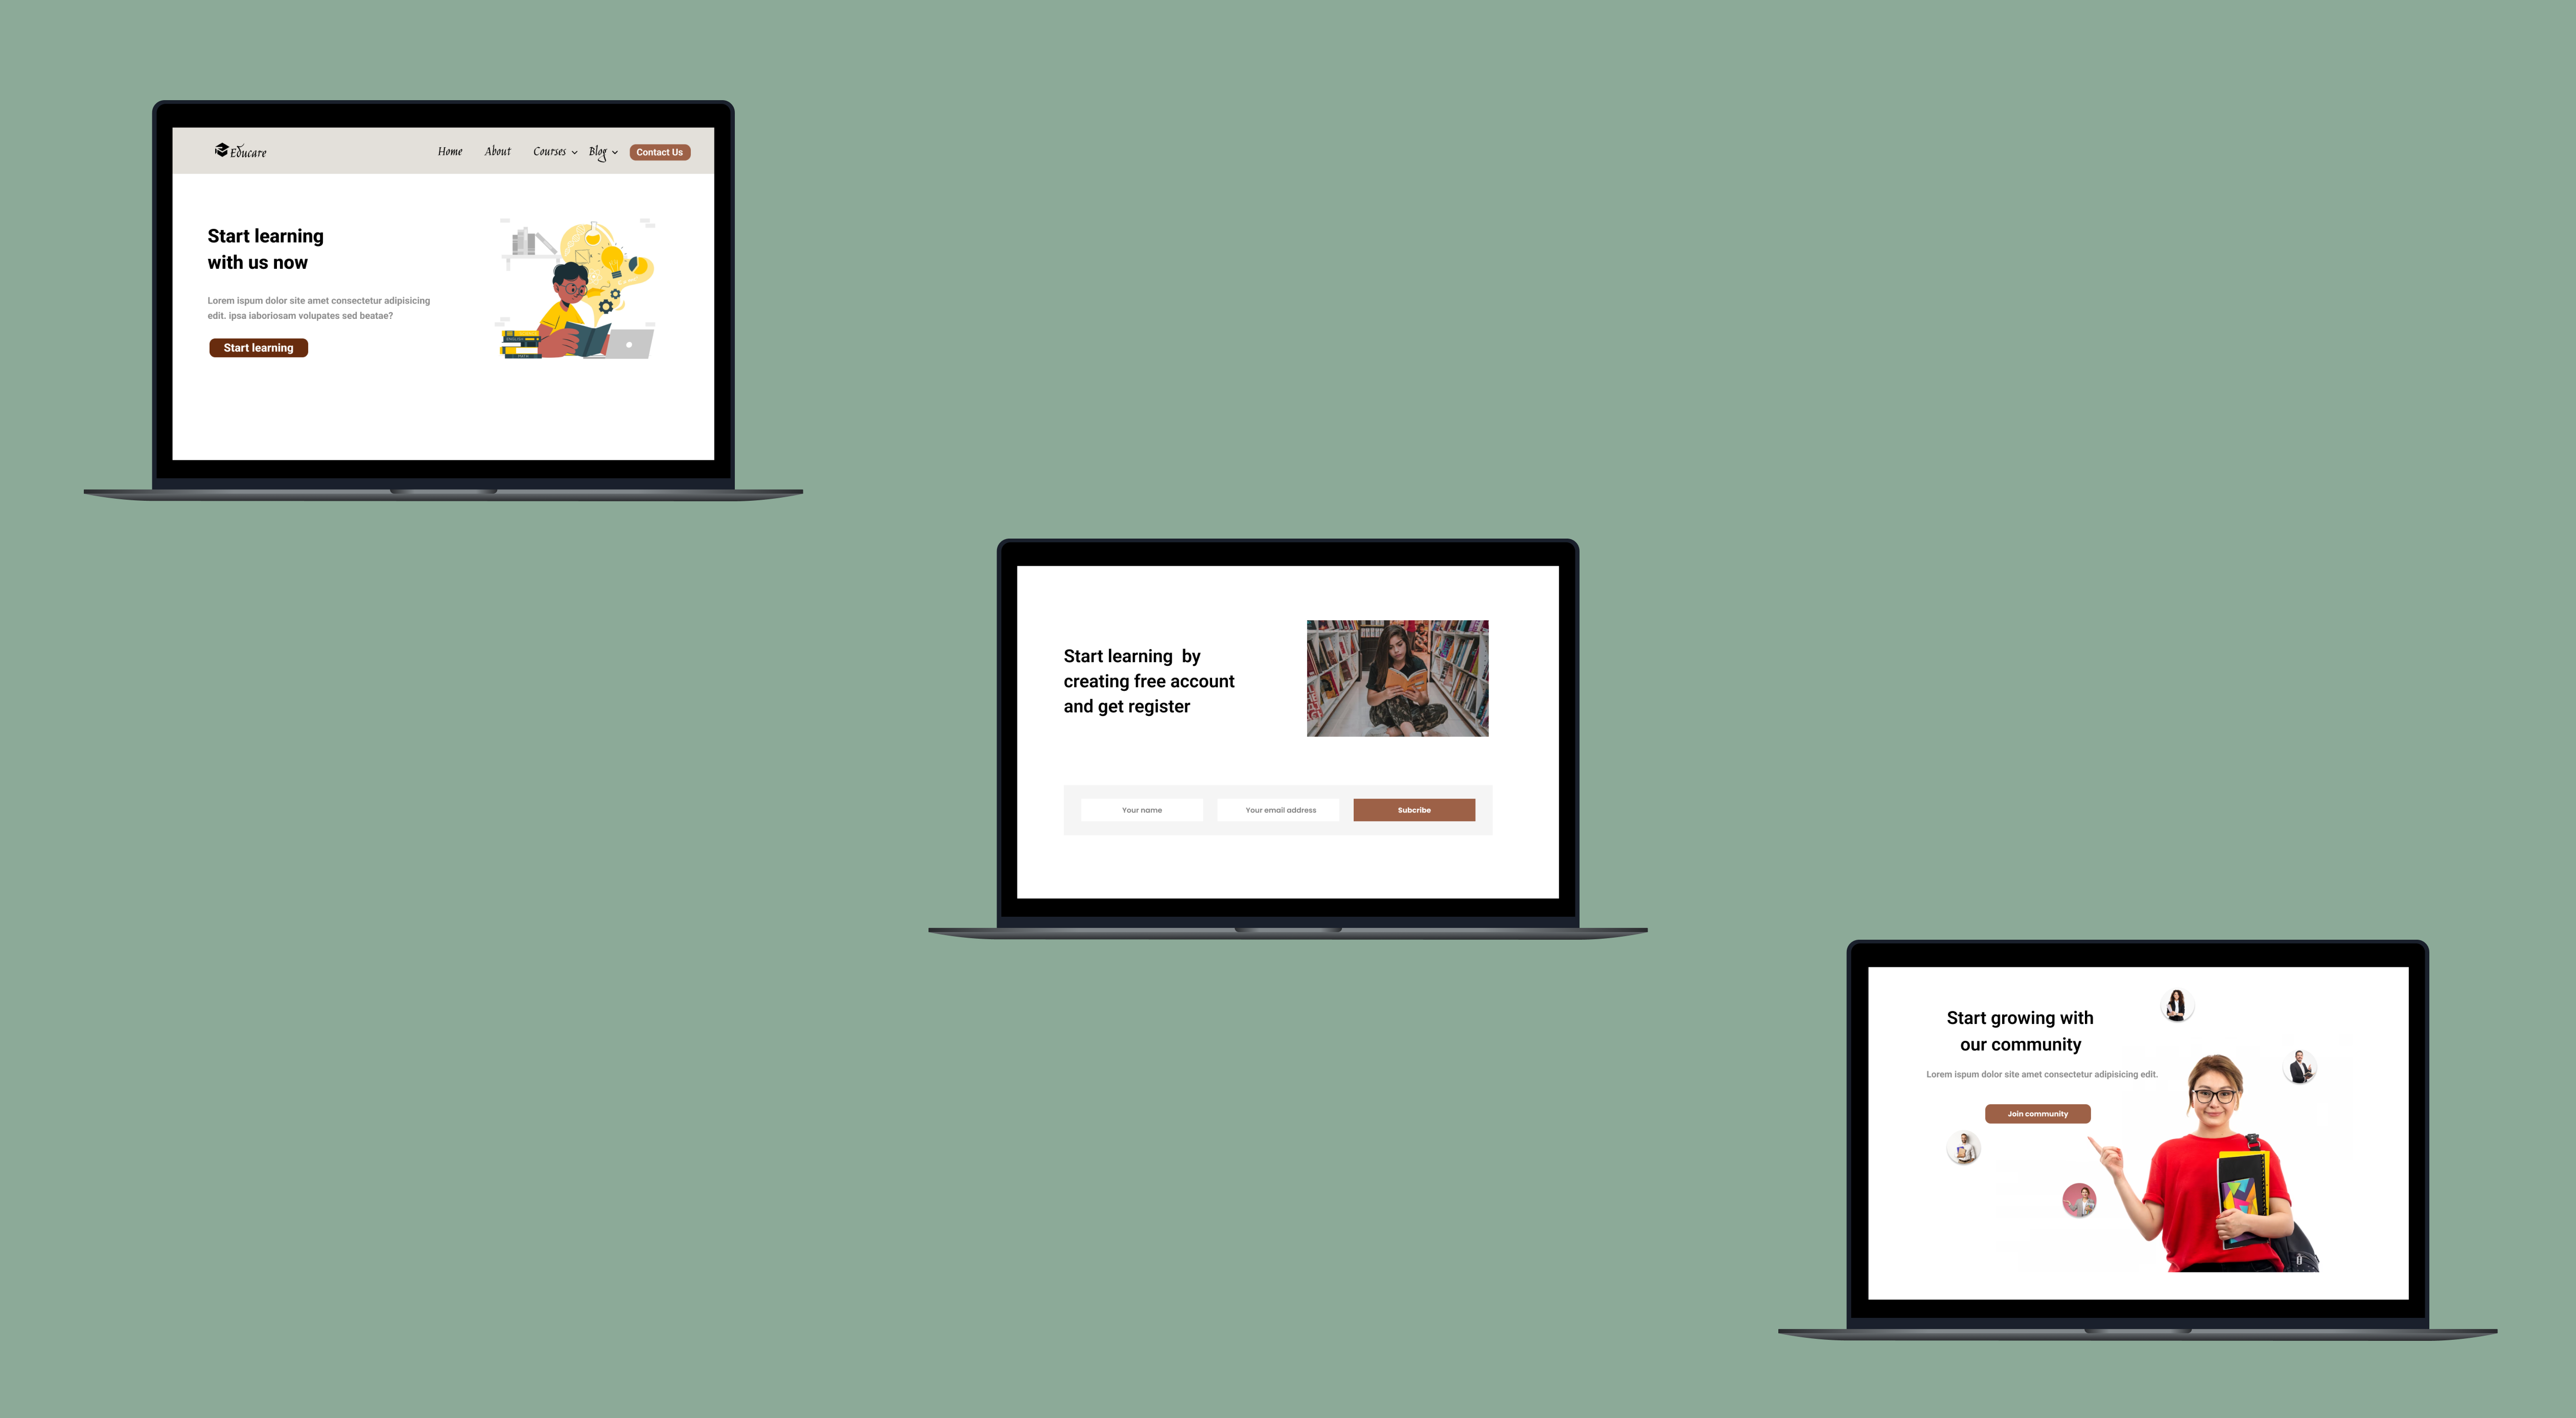 Educare
Home About Courses Blog Contact Us
Start learning
with us now
Lorem ispum dolor site amet consectetur adipisicing
edit. ipsa iaboriosam volupates sed beatae?
Start learning
Start learning by
creating free account
and get register
Your name
Your email address
Subcribe
Start growing with
our community
Lorem ispum dolor site amet consectetur adipisicing edit.
Join community